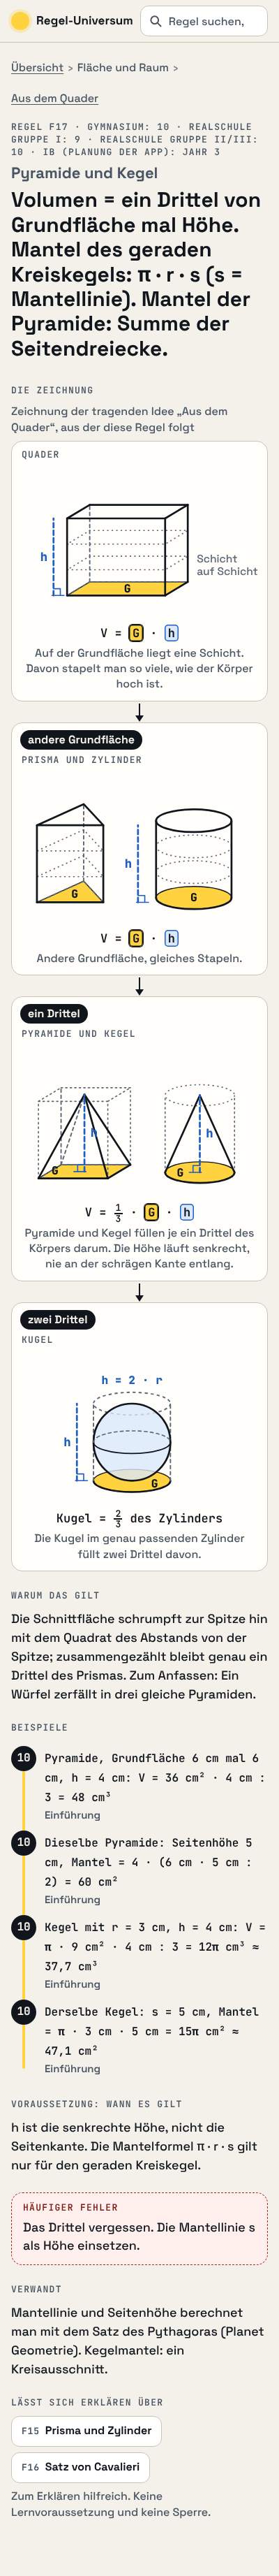 Regel-Universum
Regel suchen,
Übersicht > Fläche und Raum >
Aus dem Quader
REGEL F17 · GYMNASIUM: 10 · REALSCHULE
GRUPPE I: 9 · REALSCHULE GRUPPE II/III:
10 · IB (PLANUNG DER APP): JAHR 3
Pyramide und Kegel
Volumen = ein Drittel von
Grundfläche mal Höhe.
Mantel des geraden
Kreiskegels: π · r · s (s =
Mantellinie). Mantel der
Pyramide: Summe der
Seitendreiecke.
DIE ZEICHNUNG
Zeichnung der tragenden Idee „Aus dem
Quader“, aus der diese Regel folgt
QUADER
h
Schicht
auf Schicht
G
V = G · h
Auf der Grundfläche liegt eine Schicht.
Davon stapelt man so viele, wie der Körper
hoch ist.
andere Grundfläche
PRISMA UND ZYLINDER
h
G
G
V = G · h
Andere Grundfläche, gleiches Stapeln.
ein Drittel
PYRAMIDE UND KEGEL
h
h
G
G
V = 1/3 · G · h
Pyramide und Kegel füllen je ein Drittel des
Körpers darum. Die Höhe läuft senkrecht,
nie an der schrägen Kante entlang.
zwei Drittel
KUGEL
h = 2 · r
h
G
Kugel = 2/3 des Zylinders
Die Kugel im genau passenden Zylinder
füllt zwei Drittel davon.
WARUM DAS GILT
Die Schnittfläche schrumpft zur Spitze hin
mit dem Quadrat des Abstands von der
Spitze; zusammengezählt bleibt genau ein
Drittel des Prismas. Zum Anfassen: Ein
Würfel zerfällt in drei gleiche Pyramiden.
BEISPIELE
10 Pyramide, Grundfläche 6 cm mal 6
cm, h = 4 cm: V = 36 cm² · 4 cm :
3 = 48 cm³
Einführung
10 Dieselbe Pyramide: Seitenhöhe 5
cm, Mantel = 4 · (6 cm · 5 cm :
2) = 60 cm²
Einführung
10 Kegel mit r = 3 cm, h = 4 cm: V =
π · 9 cm² · 4 cm : 3 = 12π cm³ ≈
37,7 cm³
Einführung
10 Derselbe Kegel: s = 5 cm, Mantel
= π · 3 cm · 5 cm = 15π cm² ≈
47,1 cm²
Einführung
VORAUSSETZUNG: WANN ES GILT
h ist die senkrechte Höhe, nicht die
Seitenkante. Die Mantelformel π · r · s gilt
nur für den geraden Kreiskegel.
HÄUFIGER FEHLER
Das Drittel vergessen. Die Mantellinie s
als Höhe einsetzen.
VERWANDT
Mantellinie und Seitenhöhe berechnet
man mit dem Satz des Pythagoras (Planet
Geometrie). Kegelmantel: ein
Kreisausschnitt.
LÄSST SICH ERKLÄREN ÜBER
F15 Prisma und Zylinder
F16 Satz von Cavalieri
Zum Erklären hilfreich. Keine
Lernvoraussetzung und keine Sperre.